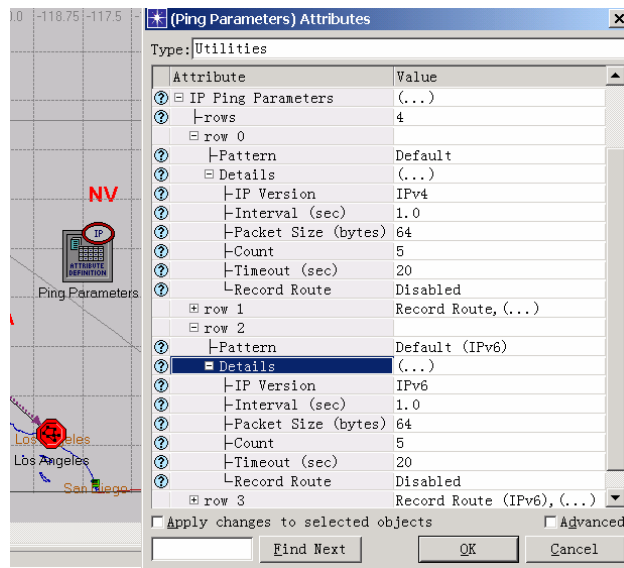 .0 -118.75 -117.5
NV
IP
ATTRIBUTE
DEFINITION
Ping Parameters
Los Angeles
Los Angeles
San Diego
(Ping Parameters) Attributes
Type: Utilities
Attribute Value
IP Ping Parameters (...)
rows 4
row 0
Pattern Default
Details (...)
IP Version IPv4
Interval (sec) 1.0
Packet Size (bytes) 64
Count 5
Timeout (sec) 20
Record Route Disabled
row 1 Record Route,(...)
row 2
Pattern Default (IPv6)
Details (...)
IP Version IPv6
Interval (sec) 1.0
Packet Size (bytes) 64
Count 5
Timeout (sec) 20
Record Route Disabled
row 3 Record Route (IPv6),(...)
Apply changes to selected objects Advanced
Find Next OK Cancel